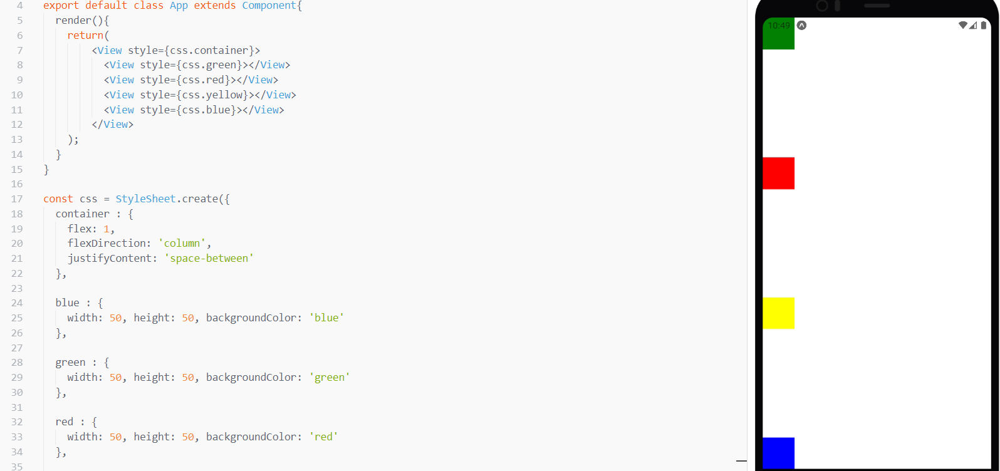 4 export default class App extends Component{
5 render(){
6 return(
7 <View style={css.container}>
8 <View style={css.green}></View>
9 <View style={css.red}></View>
10 <View style={css.yellow}></View>
11 <View style={css.blue}></View>
12 </View>
13 );
14 }
15 }
16
17 const css = StyleSheet.create({
18 container : {
19 flex: 1,
20 flexDirection: 'column',
21 justifyContent: 'space-between'
22 },
23
24 blue : {
25 width: 50, height: 50, backgroundColor: 'blue'
26 },
27
28 green : {
29 width: 50, height: 50, backgroundColor: 'green'
30 },
31
32 red : {
33 width: 50, height: 50, backgroundColor: 'red'
34 },
35
10:49